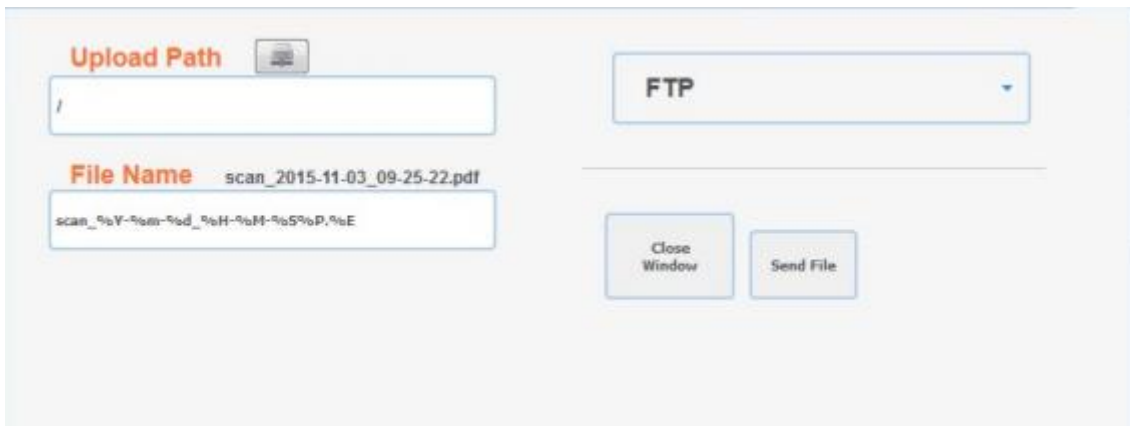 Upload Path
/
FTP
File Name scan_2015-11-03_09-25-22.pdf
scan_%Y-%m-%d_%H-%M-%S%P.%E
Close
Window
Send File